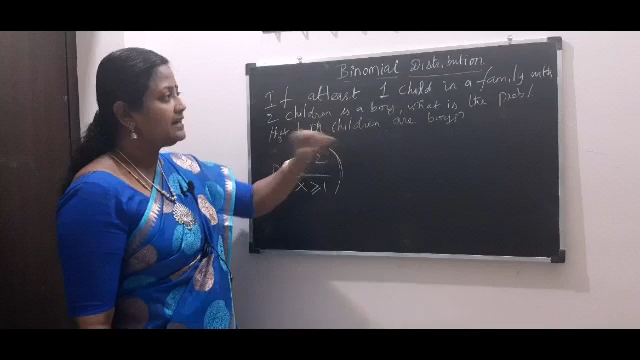 Binomial Distribution
If atleast 1 child in a family with
2 children is a boy, what is the prob/
children are boys?
2
X ≥ 1